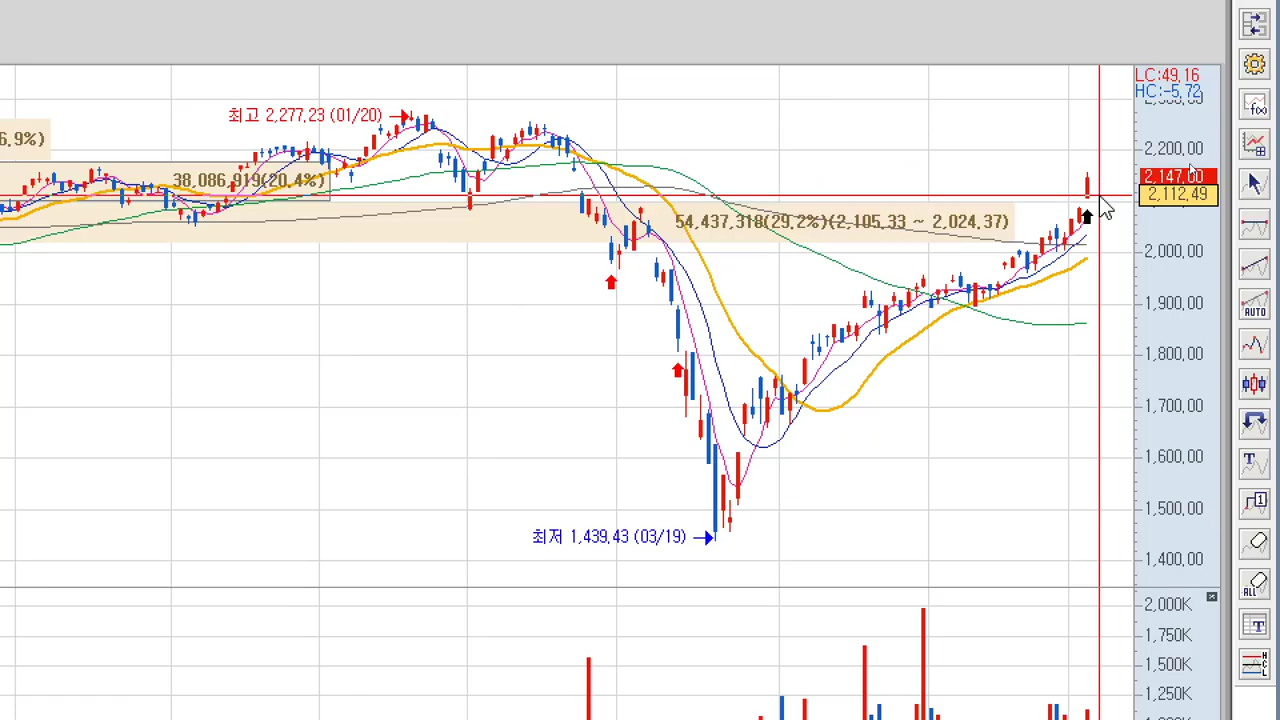 LC:49,16
HC:-5,72
최고 2,277,23 (01/20)
6,9%)
2,200,00
38,086,919(20,4%)
2,147,00
2,112,49
54,437,318(29,2%)(2,105,33 ~ 2,024,37)
2,000,00
1,900,00
1,800,00
1,700,00
1,600,00
1,500,00
최저 1,439,43 (03/19)
1,400,00
2,000K
1,750K
1,500K
1,250K
f(x)
AUTO
T
1
ALL
T
H
C
L